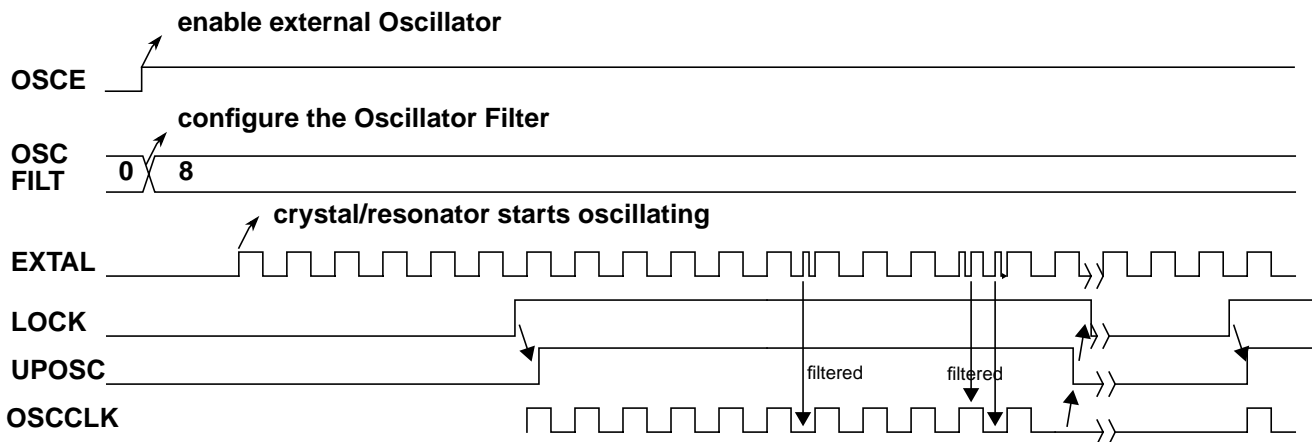 enable external Oscillator
OSCE
configure the Oscillator Filter
OSC
FILT
0
8
crystal/resonator starts oscillating
EXTAL
LOCK
UPOSC
filtered
filtered
OSCCLK